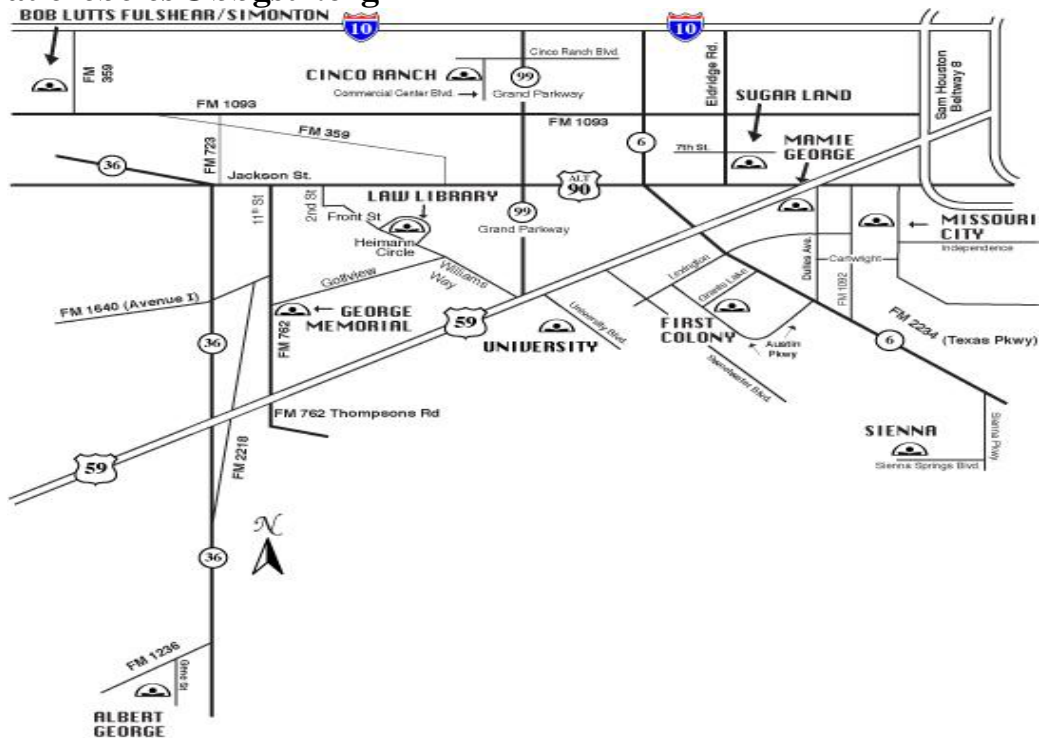 BOB LUTTS FULSHEAR/SIMONTON
10
10
FM 359
CINCO RANCH
Cinco Ranch Blvd.
99
Commercial Center Blvd.
Grand Parkway
Eldridge Rd.
Sam Houston
Beltway 8
SUGAR LAND
FM 1093
FM 1093
FM 359
FM 723
6
7th St.
MAMIE
GEORGE
36
Jackson St.
ALT
90
11th St
2nd St
LAW LIBRARY
Front St
Heimann
Circle
99
Grand Parkway
MISSOURI
CITY
Independence
Golfview
Williams
Way
Lexington
Dulles Ave.
Cartwright
FM 1092
FM 1640 (Avenue I)
GEORGE
MEMORIAL
FM 762
59
University Blvd.
UNIVERSITY
Grants Lake
FIRST
COLONY
Austin
Pkwy
FM 2234 (Texas Pkwy)
6
36
Sweetwater Blvd.
FM 762 Thompsons Rd
SIENNA
Sienna Pkwy
Sienna Springs Blvd.
FM 2218
59
N
36
FM 1236
Gene St
ALBERT
GEORGE